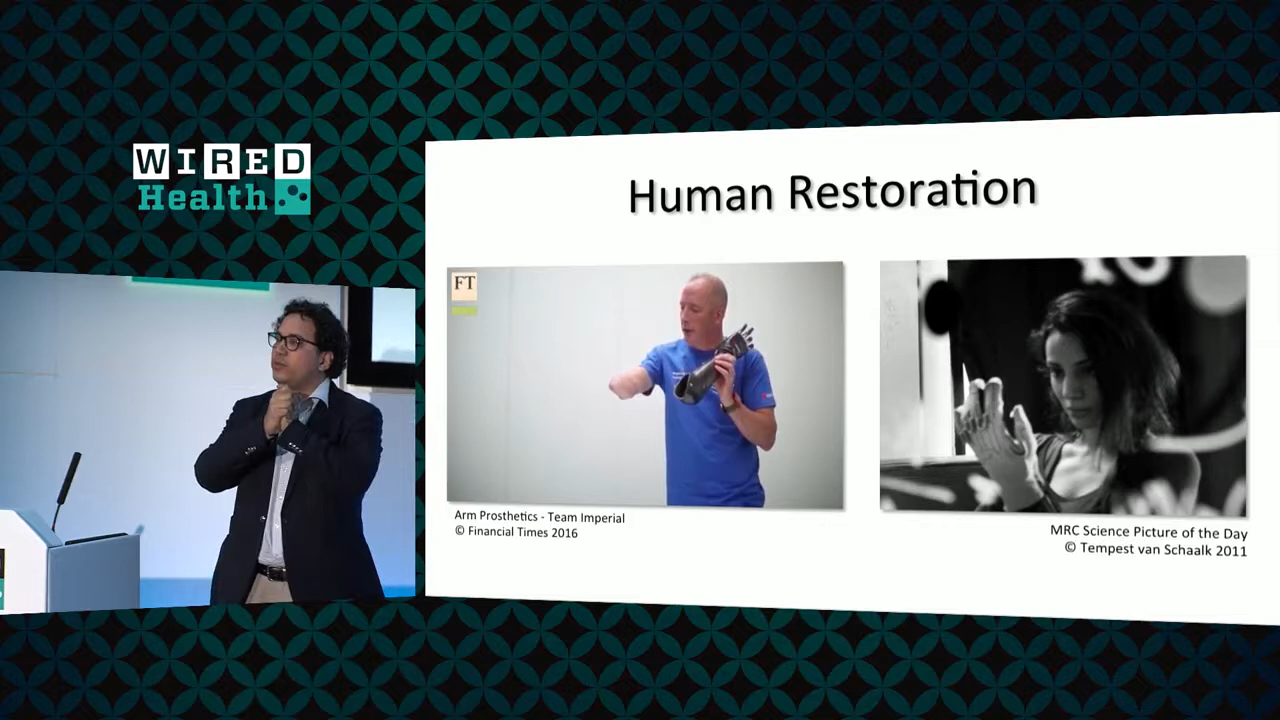 WIRED
Health
Human Restoration
FT
Arm Prosthetics - Team Imperial
© Financial Times 2016
MRC Science Picture of the Day
© Tempest van Schaalk 2011